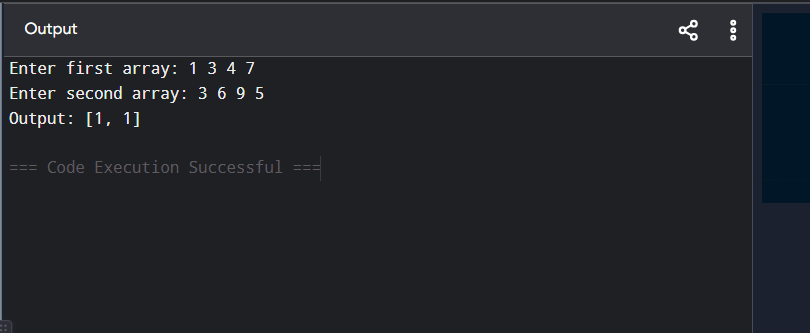 Output
Enter first array: 1 3 4 7
Enter second array: 3 6 9 5
Output: [1, 1]
=== Code Execution Successful ===